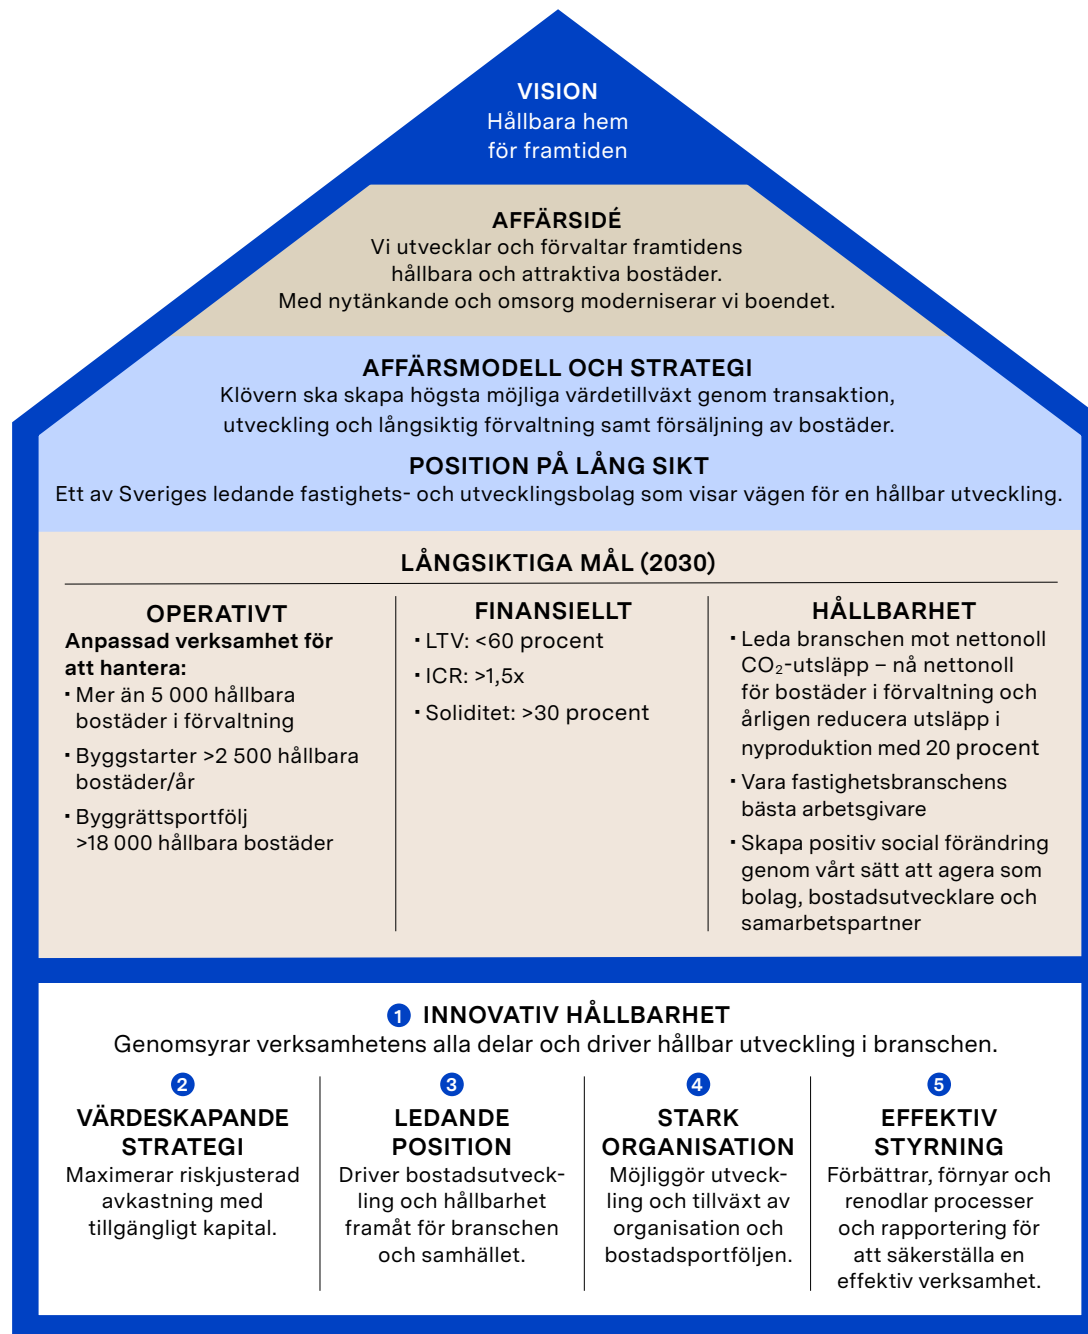 VISION
Hållbara hem
för framtiden
AFFÄRSIDÉ
Vi utvecklar och förvaltar framtidens
hållbara och attraktiva bostäder.
Med nytänkande och omsorg moderniserar vi boendet.
AFFÄRSMODELL OCH STRATEGI
Klövern ska skapa högsta möjliga värdetillväxt genom transaktion,
utveckling och långsiktig förvaltning samt försäljning av bostäder.
POSITION PÅ LÅNG SIKT
Ett av Sveriges ledande fastighets- och utvecklingsbolag som visar vägen för en hållbar utveckling.
LÅNGSIKTIGA MÅL (2030)
OPERATIVT
Anpassad verksamhet för
att hantera:
· Mer än 5 000 hållbara
bostäder i förvaltning
· Byggstarter >2 500 hållbara
bostäder/år
· Byggrättsportfölj
>18 000 hållbara bostäder
FINANSIELLT
· LTV: <60 procent
· ICR: >1,5x
· Soliditet: >30 procent
HÅLLBARHET
· Leda branschen mot nettonoll
CO₂-utsläpp – nå nettonoll
för bostäder i förvaltning och
årligen reducera utsläpp i
nyproduktion med 20 procent
· Vara fastighetsbranschens
bästa arbetsgivare
· Skapa positiv social förändring
genom vårt sätt att agera som
bolag, bostadsutvecklare och
samarbetspartner
1 INNOVATIV HÅLLBARHET
Genomsyrar verksamhetens alla delar och driver hållbar utveckling i branschen.
2
VÄRDESKAPANDE
STRATEGI
Maximerar riskjusterad
avkastning med
tillgängligt kapital.
3
LEDANDE
POSITION
Driver bostadsutveck-
ling och hållbarhet
framåt för branschen
och samhället.
4
STARK
ORGANISATION
Möjliggör utveck-
ling och tillväxt av
organisation och
bostadsportföljen.
5
EFFEKTIV
STYRNING
Förbättrar, förnyar och
renodlar processer
och rapportering för
att säkerställa en
effektiv verksamhet.